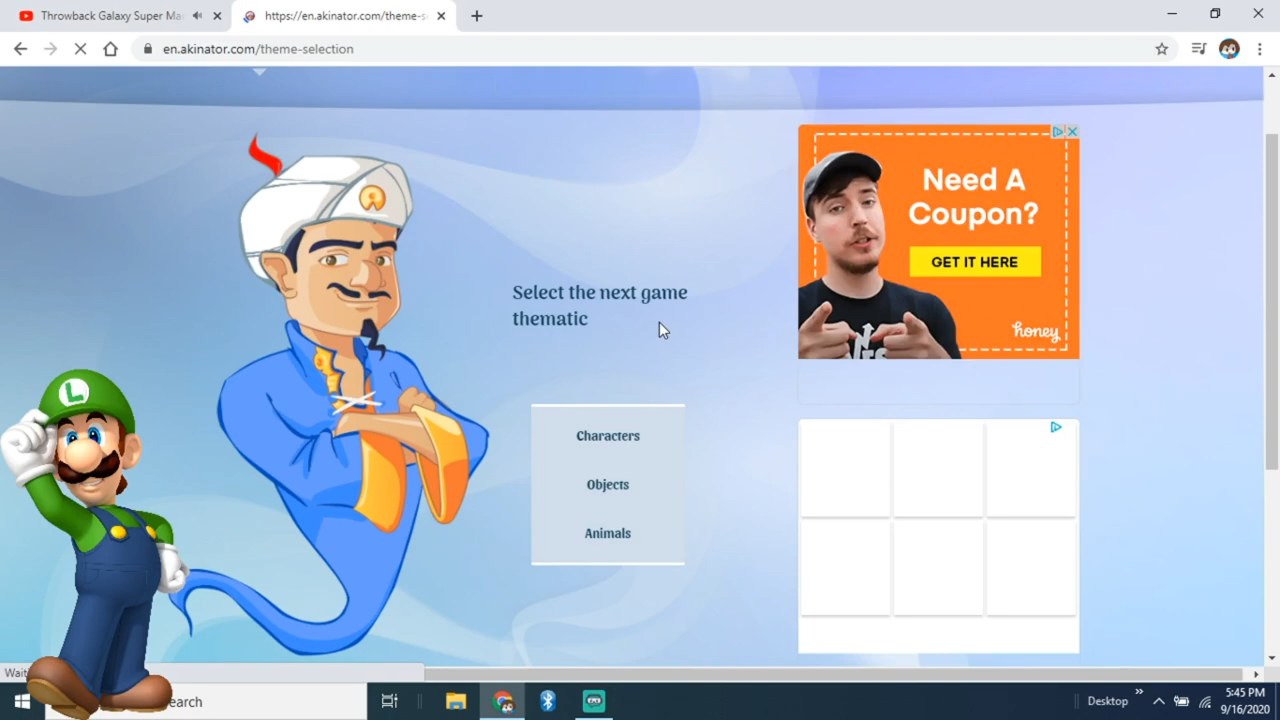 Throwback Galaxy Super Ma
https://en.akinator.com/theme-s
en.akinator.com/theme-selection
Need A
Coupon?
GET IT HERE
honey
Select the next game
thematic
Characters
Objects
Animals
L
Wait
earch
Desktop
5:45 PM
9/16/2020